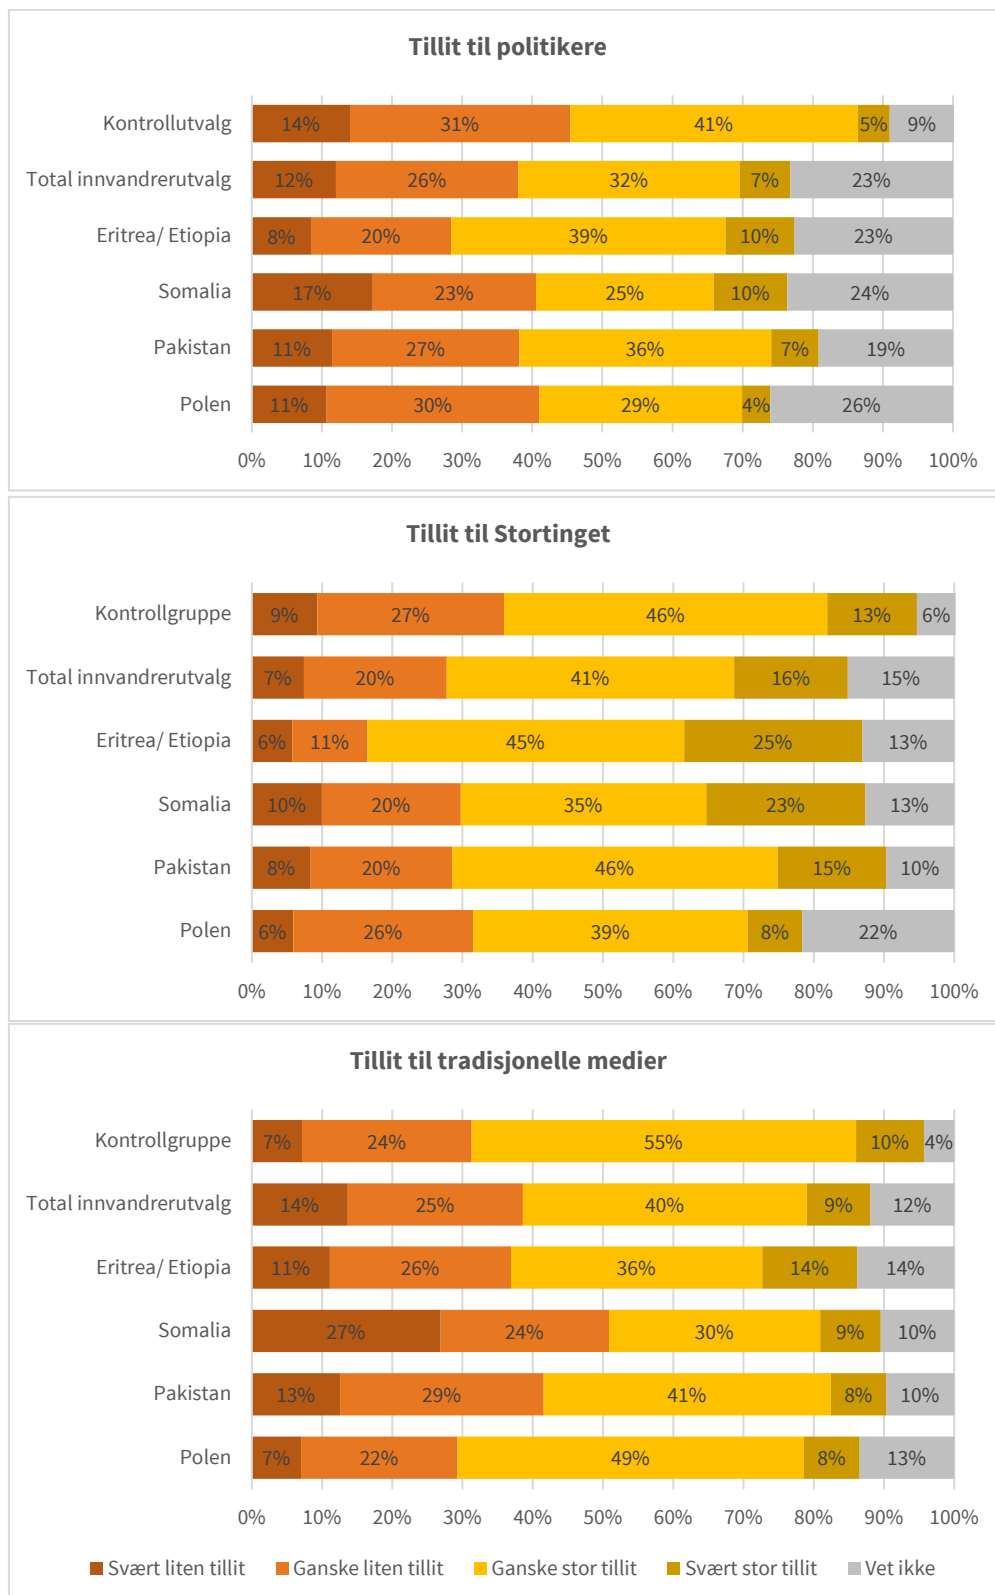 Tillit til politikere
Kontrollutvalg 14% 31% 41% 5% 9%
Total innvandrerutvalg 12% 26% 32% 7% 23%
Eritrea/ Etiopia 8% 20% 39% 10% 23%
Somalia 17% 23% 25% 10% 24%
Pakistan 11% 27% 36% 7% 19%
Polen 11% 30% 29% 4% 26%
0% 10% 20% 30% 40% 50% 60% 70% 80% 90% 100%
Tillit til Stortinget
Kontrollgruppe 9% 27% 46% 13% 6%
Total innvandrerutvalg 7% 20% 41% 16% 15%
Eritrea/ Etiopia 6% 11% 45% 25% 13%
Somalia 10% 20% 35% 23% 13%
Pakistan 8% 20% 46% 15% 10%
Polen 6% 26% 39% 8% 22%
0% 10% 20% 30% 40% 50% 60% 70% 80% 90% 100%
Tillit til tradisjonelle medier
Kontrollgruppe 7% 24% 55% 10% 4%
Total innvandrerutvalg 14% 25% 40% 9% 12%
Eritrea/ Etiopia 11% 26% 36% 14% 14%
Somalia 27% 24% 30% 9% 10%
Pakistan 13% 29% 41% 8% 10%
Polen 7% 22% 49% 8% 13%
0% 10% 20% 30% 40% 50% 60% 70% 80% 90% 100%
Svært liten tillit Ganske liten tillit Ganske stor tillit Svært stor tillit Vet ikke